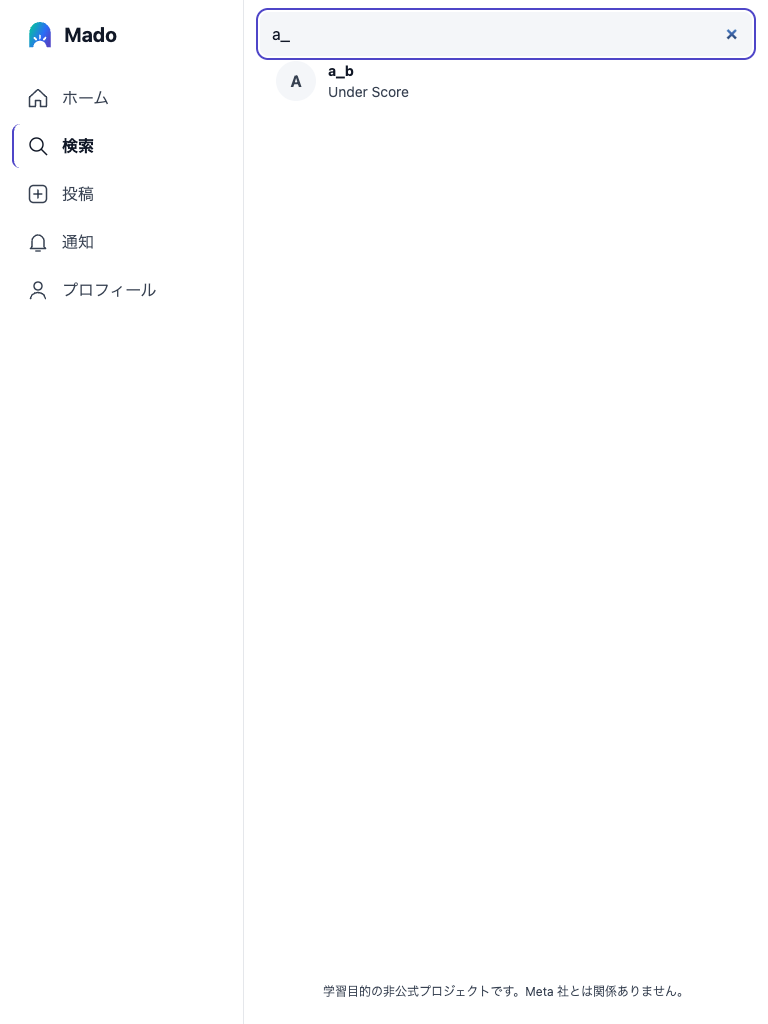 Mado
ホーム
検索
投稿
通知
プロフィール
a_
A
a_b
Under Score
学習目的の非公式プロジェクトです。Meta 社とは関係ありません。